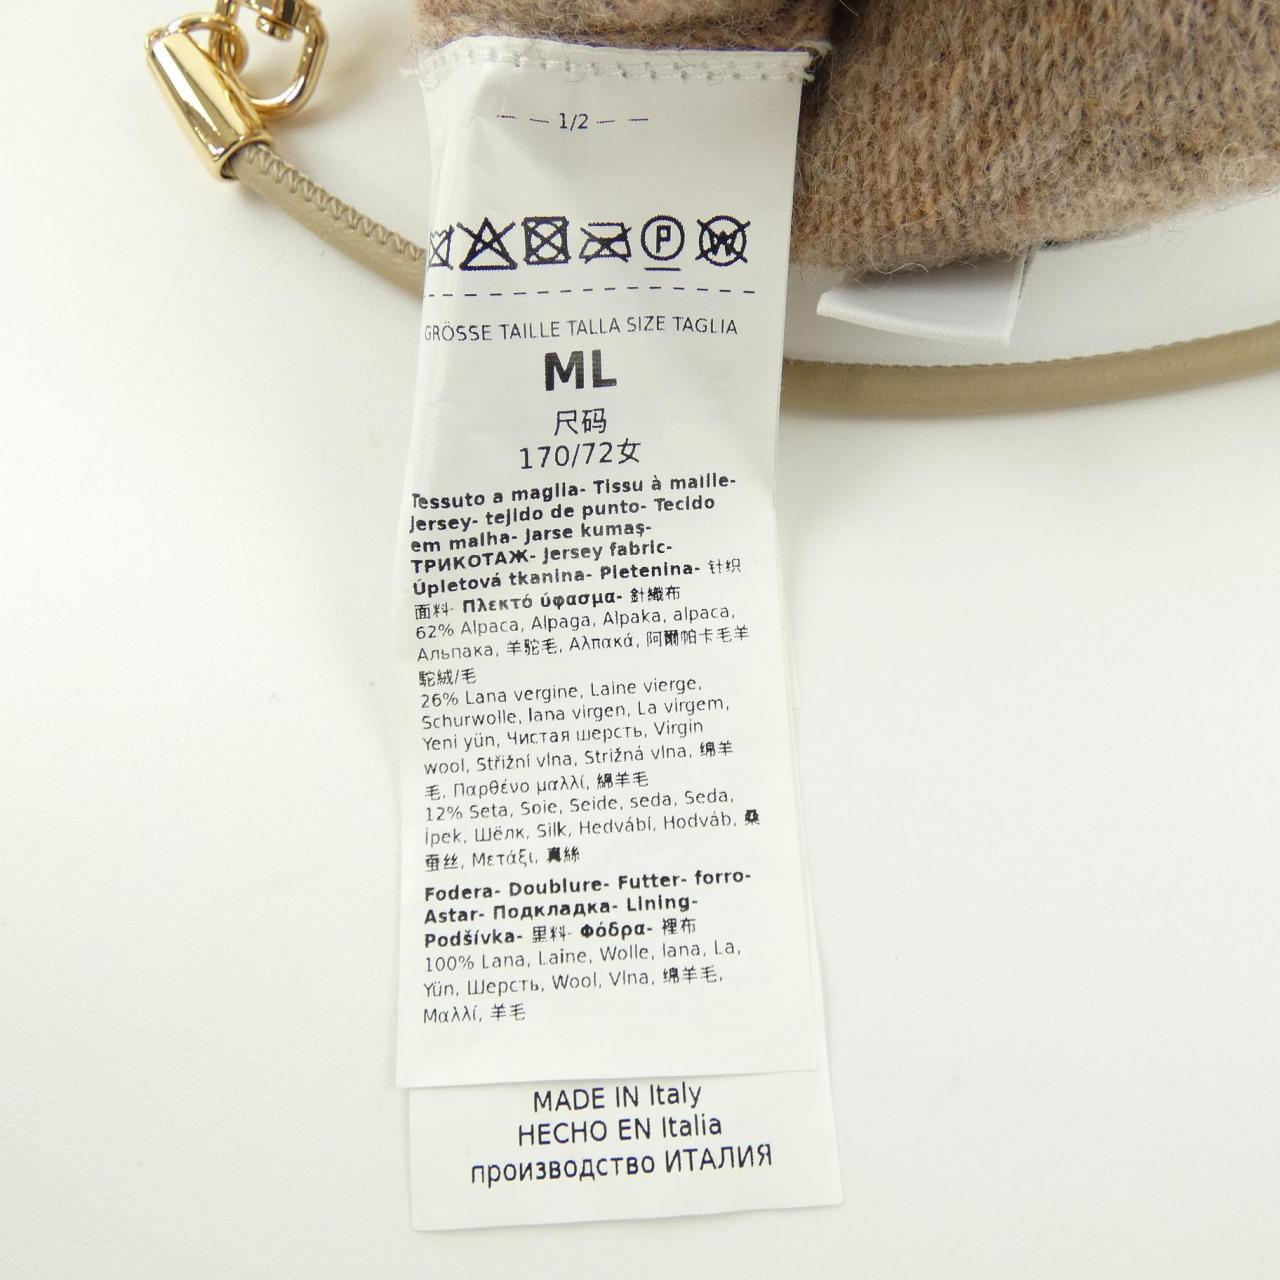 1/2
GRÖSSE TAILLE TALLA SIZE TAGLIA
ML
尺码
170/72女
Tessuto a maglia- Tissu à maille-
Jersey- tejido de punto- Tecido
em malha- Jarse kumaş-
ТРИКОТАЖ- Jersey fabric-
Úpletová tkanina- Pletenina- 针织
面料- Πλεκτό ύφασμα- 針織布
62% Alpaca, Alpaga, Alpaka, alpaca,
Альпака, 羊驼毛, Αλπακά, 阿爾帕卡毛羊
駝絨/毛
26% Lana vergine, Laine vierge,
Schurwolle, lana virgen, La virgem,
Yeni yün, Чистая шерсть, Virgin
wool, Střižní vlna, Strižná vlna, 绵羊
毛, Παρθένο μαλλί, 綿羊毛
12% Seta, Soie, Seide, seda, Seda,
İpek, Шёлк, Silk, Hedvábí, Hodváb, 桑
蚕丝, Μετάξι, 真絲
Fodera- Doublure- Futter- forro-
Astar- Подкладка- Lining-
Podšívka- 里料- Φόδρα- 裡布
100% Lana, Laine, Wolle, lana, La,
Yün, Шерсть, Wool, Vlna, 绵羊毛,
Μαλλί, 羊毛
MADE IN Italy
HECHO EN Italia
производство ИТАЛИЯ